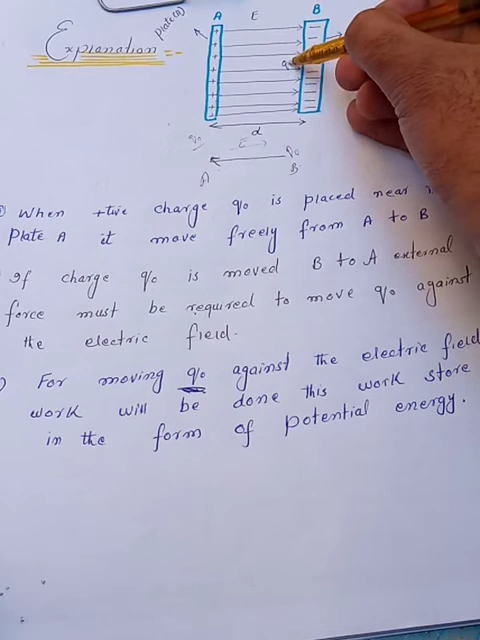 Explanation
Plate(A)
A E B
+ −
q
d
q₀ E
q₀
A B
When +tive charge q₀ is placed near
Plate A it move freely from A to B
If charge q₀ is moved B to A external
force must be required to move q₀ against
the electric field.
For moving q₀ against the electric field
work will be done this work store
in the form of potential energy.